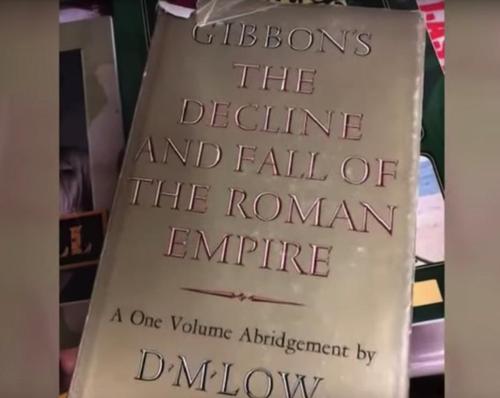 GIBBON'S
THE
DECLINE
AND FALL OF
THE ROMAN
EMPIRE
A One Volume Abridgement by
D·M·LOW